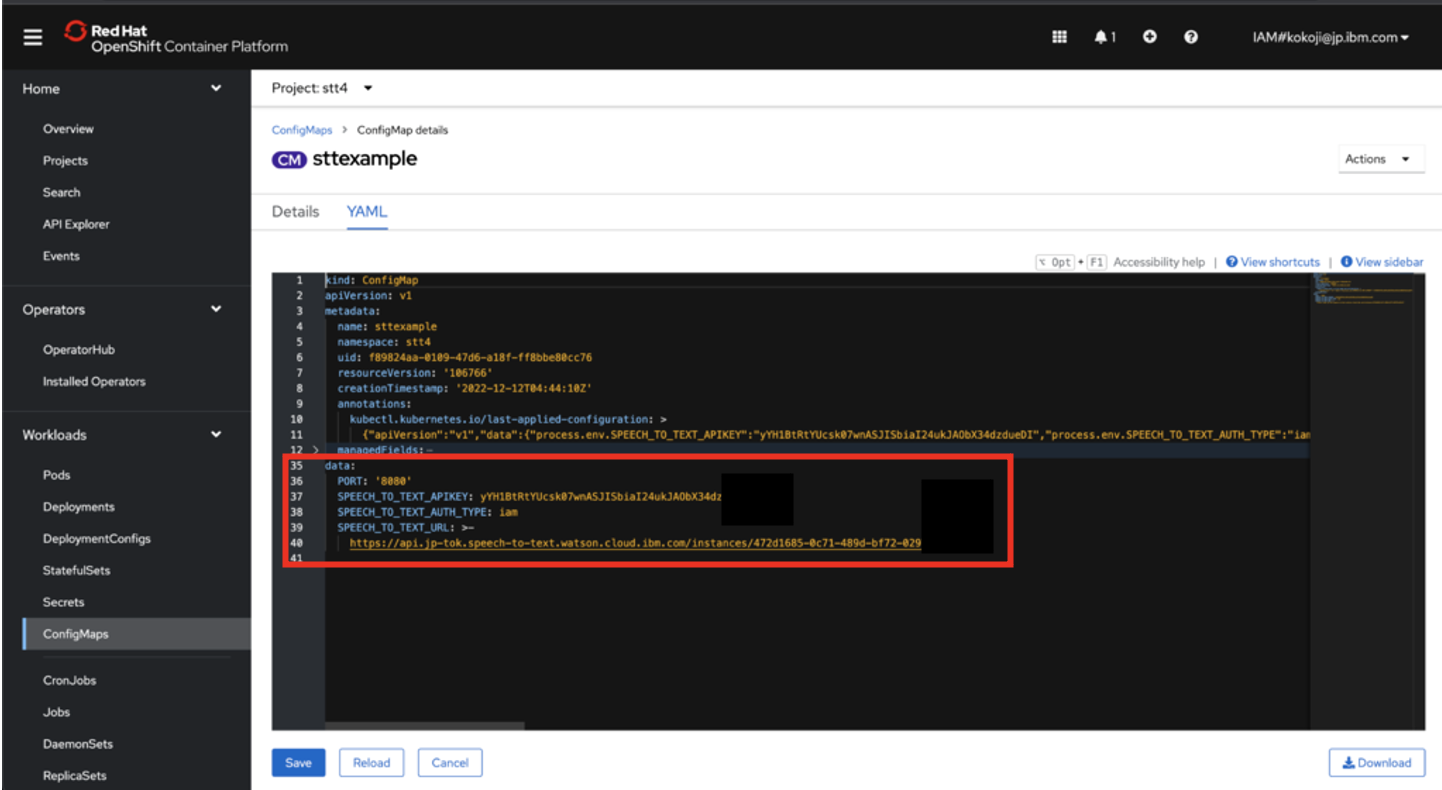 Red Hat
OpenShift Container Platform
1
IAM#kokoji@jp.ibm.com
Home
Overview
Projects
Search
API Explorer
Events
Operators
OperatorHub
Installed Operators
Workloads
Pods
Deployments
DeploymentConfigs
StatefulSets
Secrets
ConfigMaps
CronJobs
Jobs
DaemonSets
ReplicaSets
Project: stt4
ConfigMaps > ConfigMap details
CM sttexample
Actions
Details YAML
⌥ Opt + F1 Accessibility help | View shortcuts | View sidebar
1 kind: ConfigMap
2 apiVersion: v1
3 metadata:
4 name: sttexample
5 namespace: stt4
6 uid: f89824aa-0109-47d6-a18f-ff8bbe80cc76
7 resourceVersion: '106766'
8 creationTimestamp: '2022-12-12T04:44:10Z'
9 annotations:
10 kubectl.kubernetes.io/last-applied-configuration: >
11 {"apiVersion":"v1","data":{"process.env.SPEECH_TO_TEXT_APIKEY":"yYH1BtRtYUcsk07wnASJISbiaI24ukJAObX34dzdueDI","process.env.SPEECH_TO_TEXT_AUTH_TYPE":"iam
12 > managedFields:
35 data:
36 PORT: '8080'
37 SPEECH_TO_TEXT_APIKEY: yYH1BtRtYUcsk07wnASJISbiaI24ukJAObX34dz
38 SPEECH_TO_TEXT_AUTH_TYPE: iam
39 SPEECH_TO_TEXT_URL: >-
40 https://api.jp-tok.speech-to-text.watson.cloud.ibm.com/instances/472d1685-0c71-489d-bf72-029
41
Save Reload Cancel Download